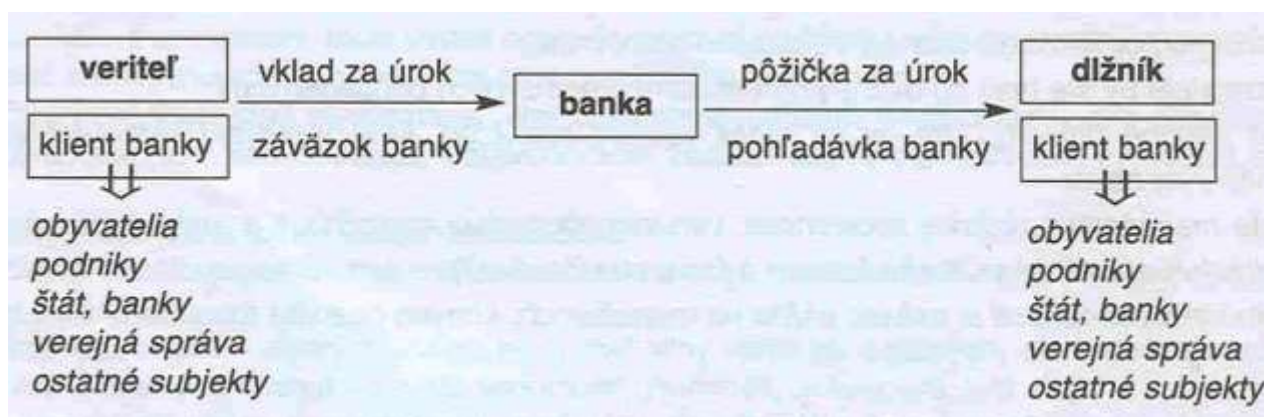 veriteľ
vklad za úrok
banka
pôžička za úrok
dlžník
klient banky
záväzok banky
pohľadávka banky
klient banky
obyvatelia
podniky
štát, banky
verejná správa
ostatné subjekty
obyvatelia
podniky
štát, banky
verejná správa
ostatné subjekty